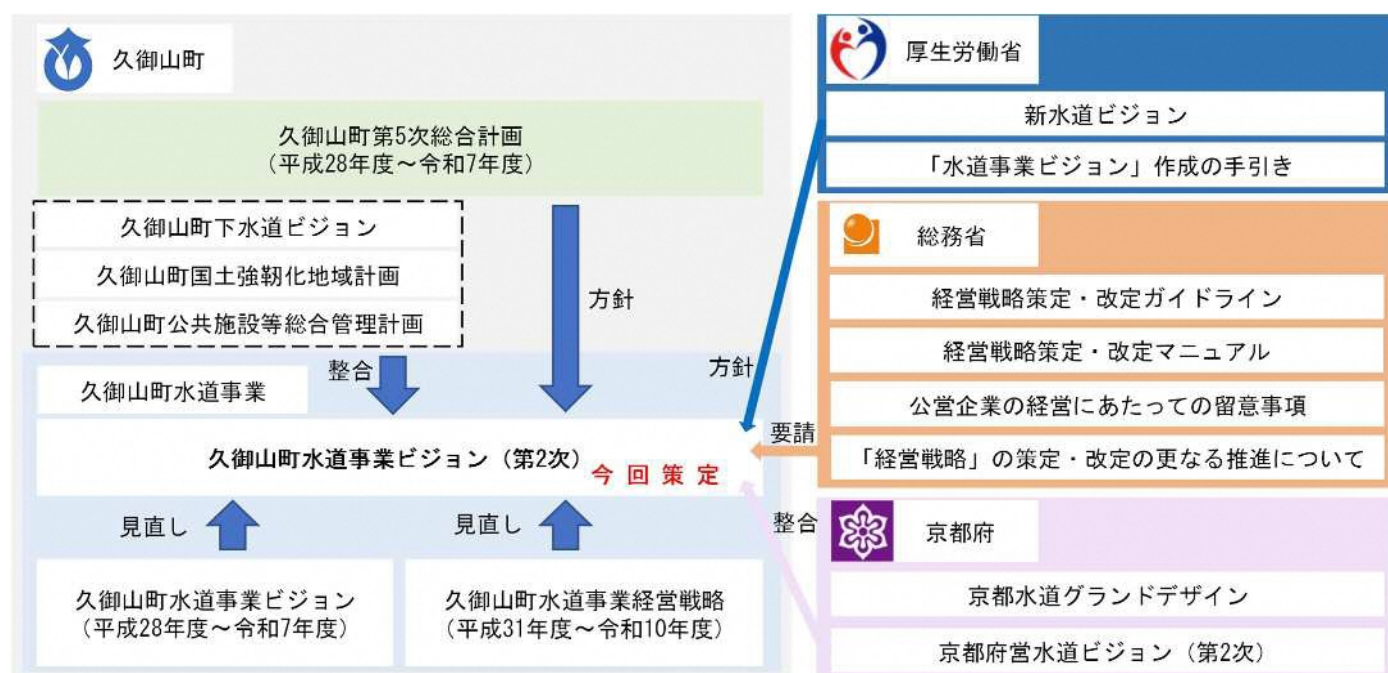 久御山町
久御山町第5次総合計画
（平成28年度～令和7年度）
久御山町下水道ビジョン
久御山町国土強靭化地域計画
久御山町公共施設等総合管理計画
整合
方針
久御山町水道事業
久御山町水道事業ビジョン（第2次）
今回策定
見直し
見直し
久御山町水道事業ビジョン
（平成28年度～令和7年度）
久御山町水道事業経営戦略
（平成31年度～令和10年度）
方針
要請
整合
厚生労働省
新水道ビジョン
「水道事業ビジョン」作成の手引き
総務省
経営戦略策定・改定ガイドライン
経営戦略策定・改定マニュアル
公営企業の経営にあたっての留意事項
「経営戦略」の策定・改定の更なる推進について
京都府
京都水道グランドデザイン
京都府営水道ビジョン（第2次）